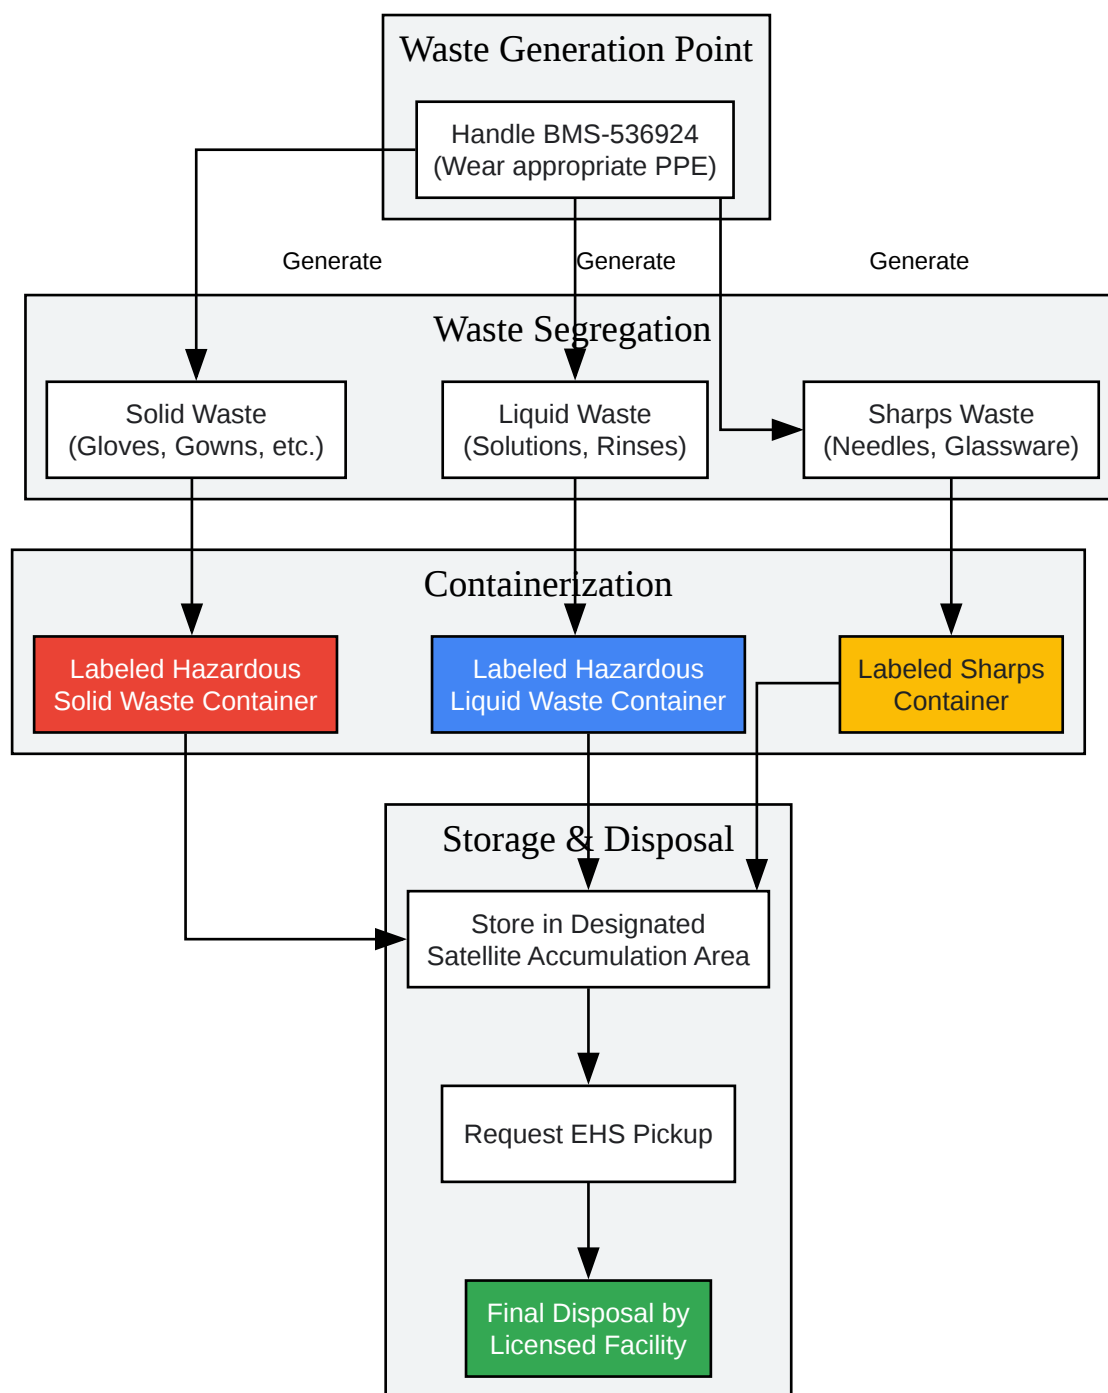 Waste Generation Point
Handle BMS-536924
(Wear appropriate PPE)
Generate
Generate
Generate
Waste Segregation
Solid Waste
(Gloves, Gowns, etc.)
Liquid Waste
(Solutions, Rinses)
Sharps Waste
(Needles, Glassware)
Containerization
Labeled Hazardous
Solid Waste Container
Labeled Hazardous
Liquid Waste Container
Labeled Sharps
Container
Storage & Disposal
Store in Designated
Satellite Accumulation Area
Request EHS Pickup
Final Disposal by
Licensed Facility